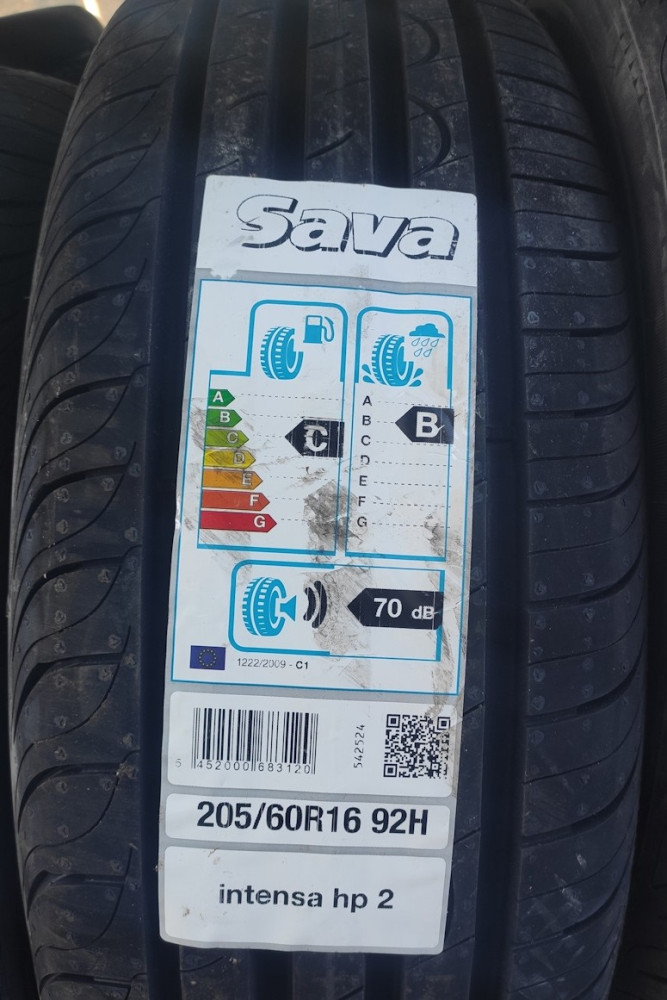 Sava
A
B
C
D
E
F
G
C
A
B
C
D
E
F
G
B
70 dB
1222/2009 - C1
5 452000 683120
542524
205/60R16 92H
intensa hp 2